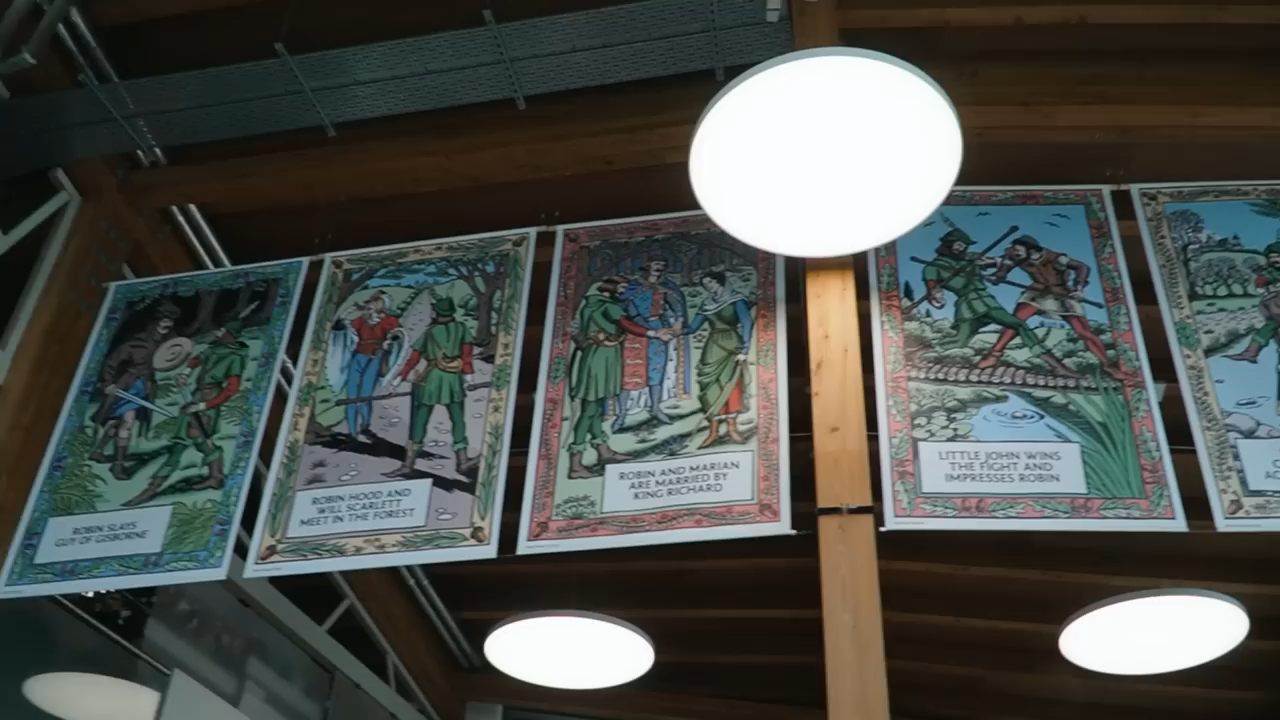 ROBIN SLAYS
GUY OF GISBORNE
ROBIN HOOD AND
WILL SCARLETT
MEET IN THE FOREST
ROBIN AND MARIAN
ARE MARRIED BY
KING RICHARD
LITTLE JOHN WINS
THE FIGHT AND
IMPRESSES ROBIN